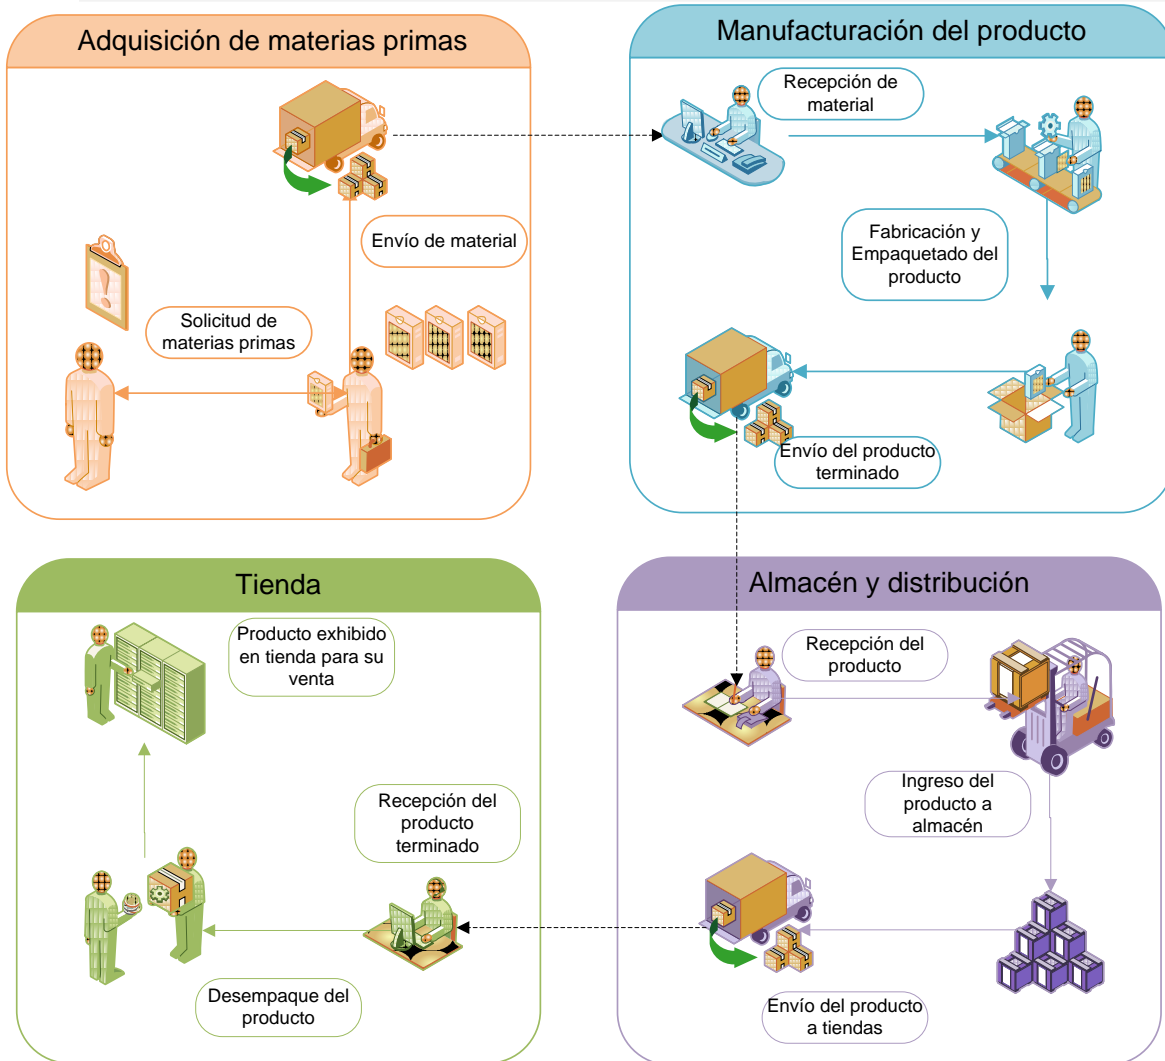 Adquisición de materias primas
Envío de material
Solicitud de
materias primas
Manufacturación del producto
Recepción de
material
Fabricación y
Empaquetado del
producto
Envío del producto
terminado
Tienda
Producto exhibido
en tienda para su
venta
Recepción del
producto
terminado
Desempaque del
producto
Almacén y distribución
Recepción del
producto
Ingreso del
producto a
almacén
Envío del producto
a tiendas